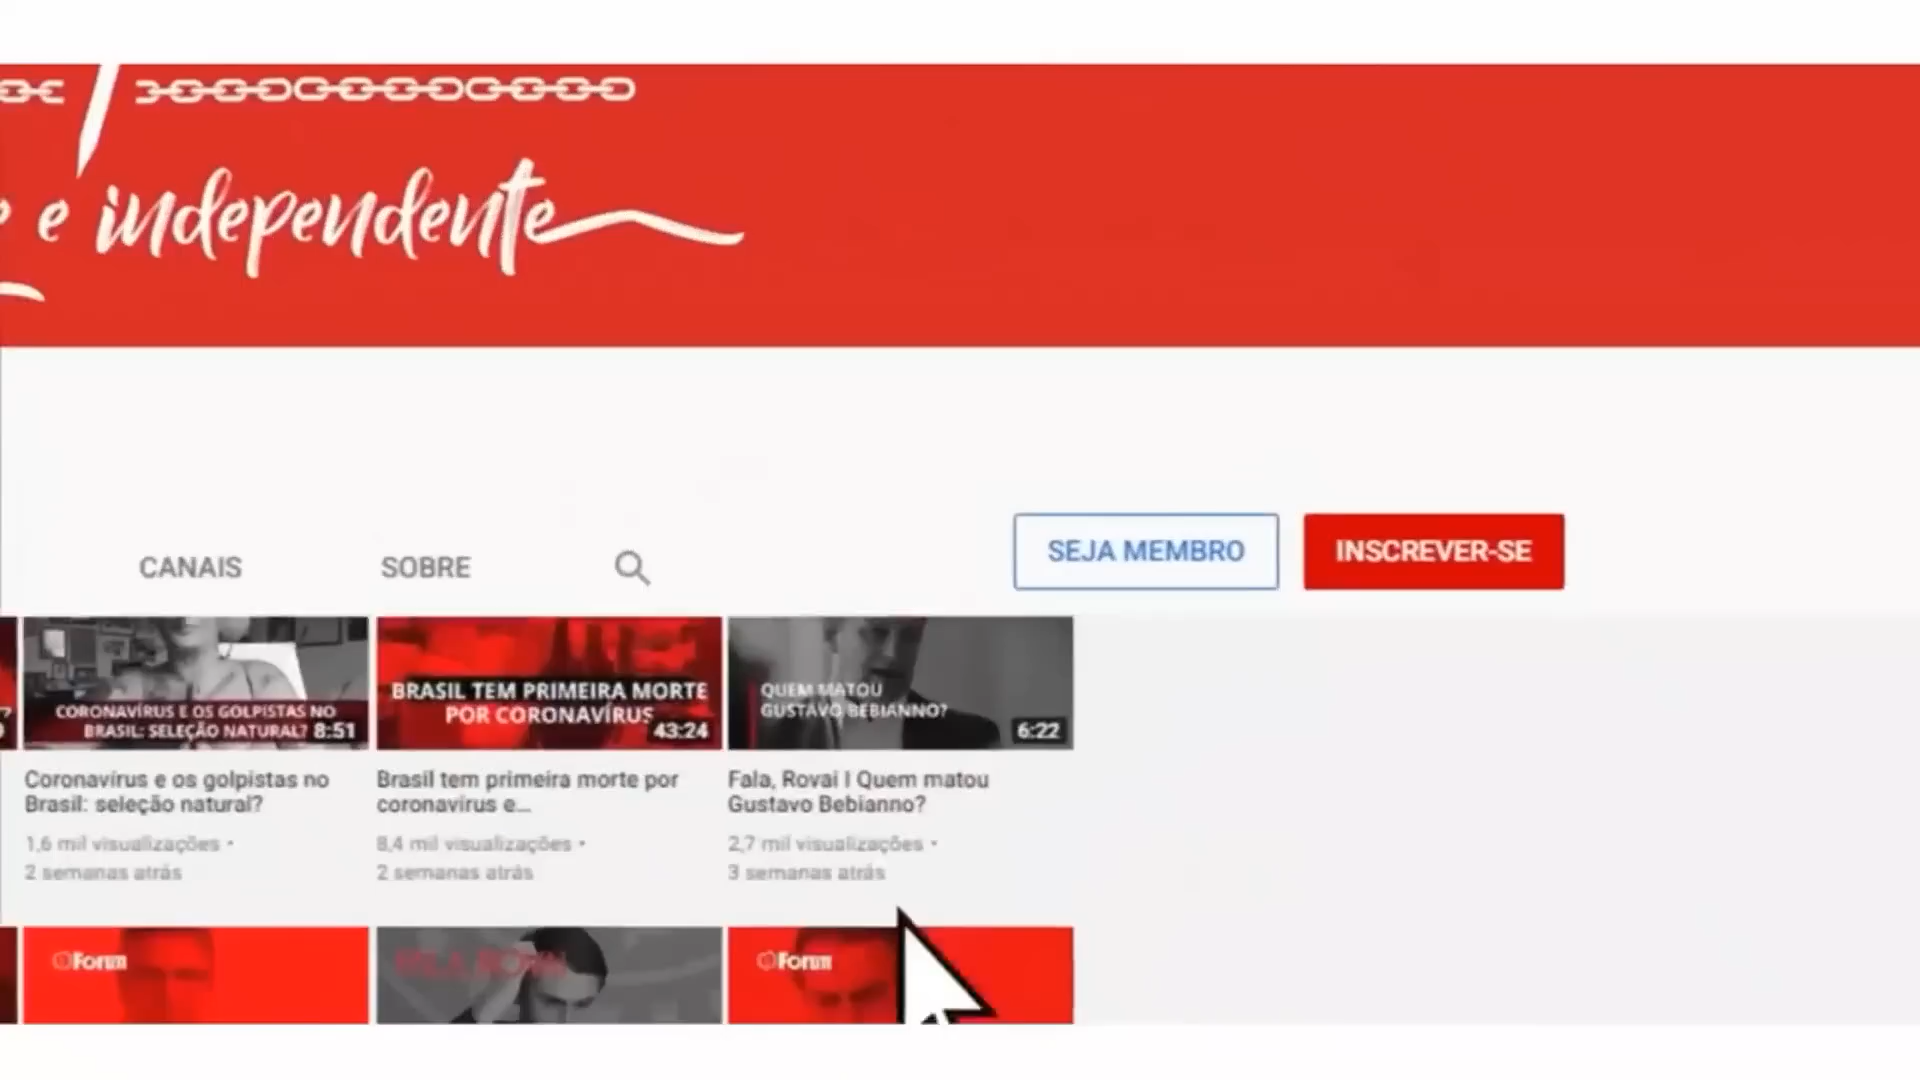 e independente
CANAIS
SOBRE
SEJA MEMBRO
INSCREVER-SE
CORONAVÍRUS E OS GOLPISTAS NO
BRASIL: SELEÇÃO NATURAL?
8:51
BRASIL TEM PRIMEIRA MORTE
POR CORONAVÍRUS
43:24
QUEM MATOU
GUSTAVO BEBIANNO?
6:22
Coronavírus e os golpistas no
Brasil: seleção natural?
1,6 mil visualizações •
2 semanas atrás
Brasil tem primeira morte por
coronavírus e...
8,4 mil visualizações •
2 semanas atrás
Fala, Rovai I Quem matou
Gustavo Bebianno?
2,7 mil visualizações •
3 semanas atrás
Forum
FALA, ROVAI
Forum